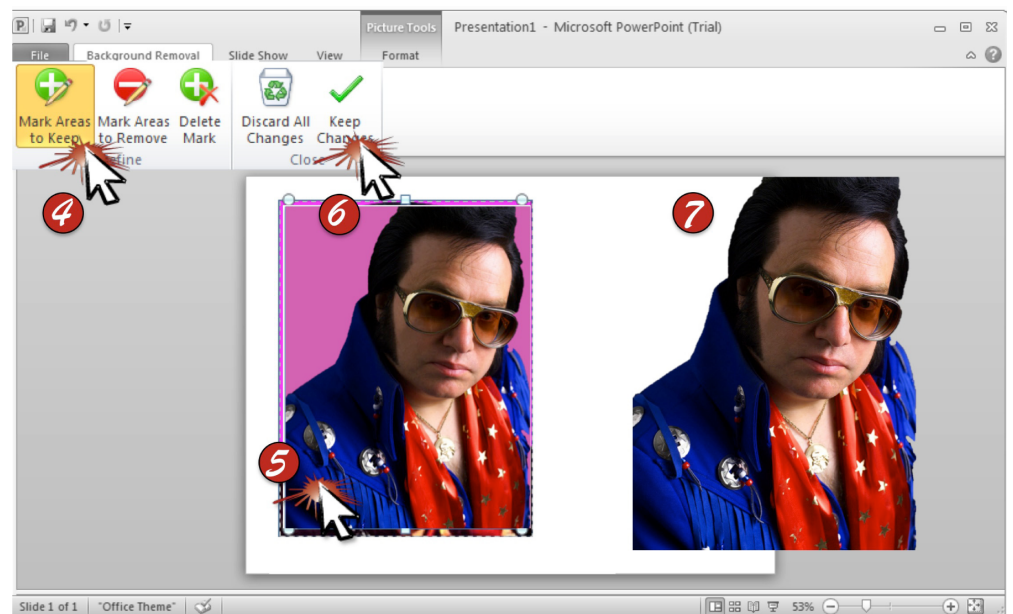 Picture Tools Presentation1 - Microsoft PowerPoint (Trial)
File Background Removal Slide Show View Format
Mark Areas to Keep
Mark Areas to Remove
Delete Mark
Discard All Changes
Keep Changes
Close
4
6
7
5
Slide 1 of 1 "Office Theme" 53%